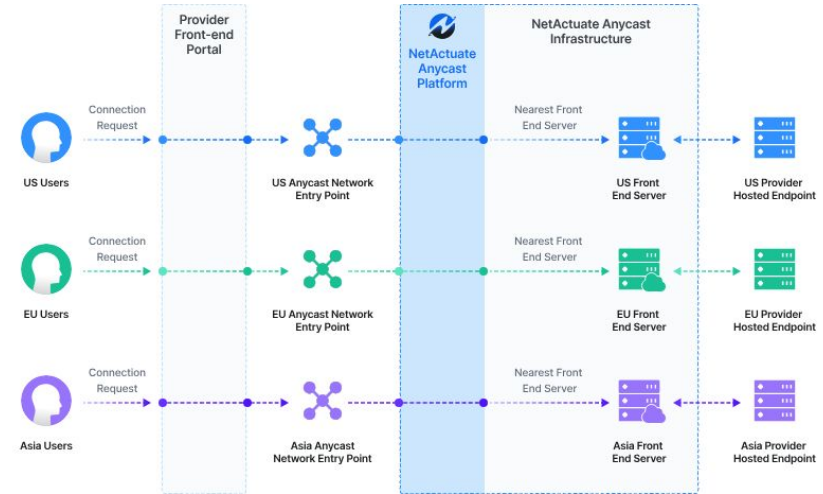 Provider
Front-end
Portal
NetActuate
Anycast
Platform
NetActuate Anycast
Infrastructure
Connection
Request
Nearest Front
End Server
US Users
US Anycast Network
Entry Point
US Front
End Server
US Provider
Hosted Endpoint
Connection
Request
Nearest Front
End Server
EU Users
EU Anycast Network
Entry Point
EU Front
End Server
EU Provider
Hosted Endpoint
Connection
Request
Nearest Front
End Server
Asia Users
Asia Anycast
Network Entry Point
Asia Front
End Server
Asia Provider
Hosted Endpoint